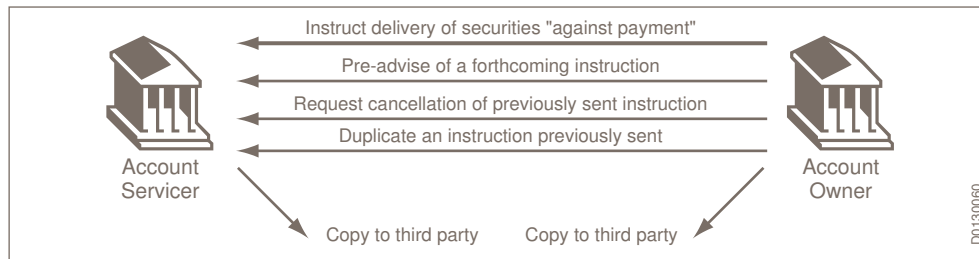 Instruct delivery of securities "against payment"
Pre-advise of a forthcoming instruction
Request cancellation of previously sent instruction
Duplicate an instruction previously sent
Account
Servicer
Account
Owner
Copy to third party
Copy to third party
D0130060